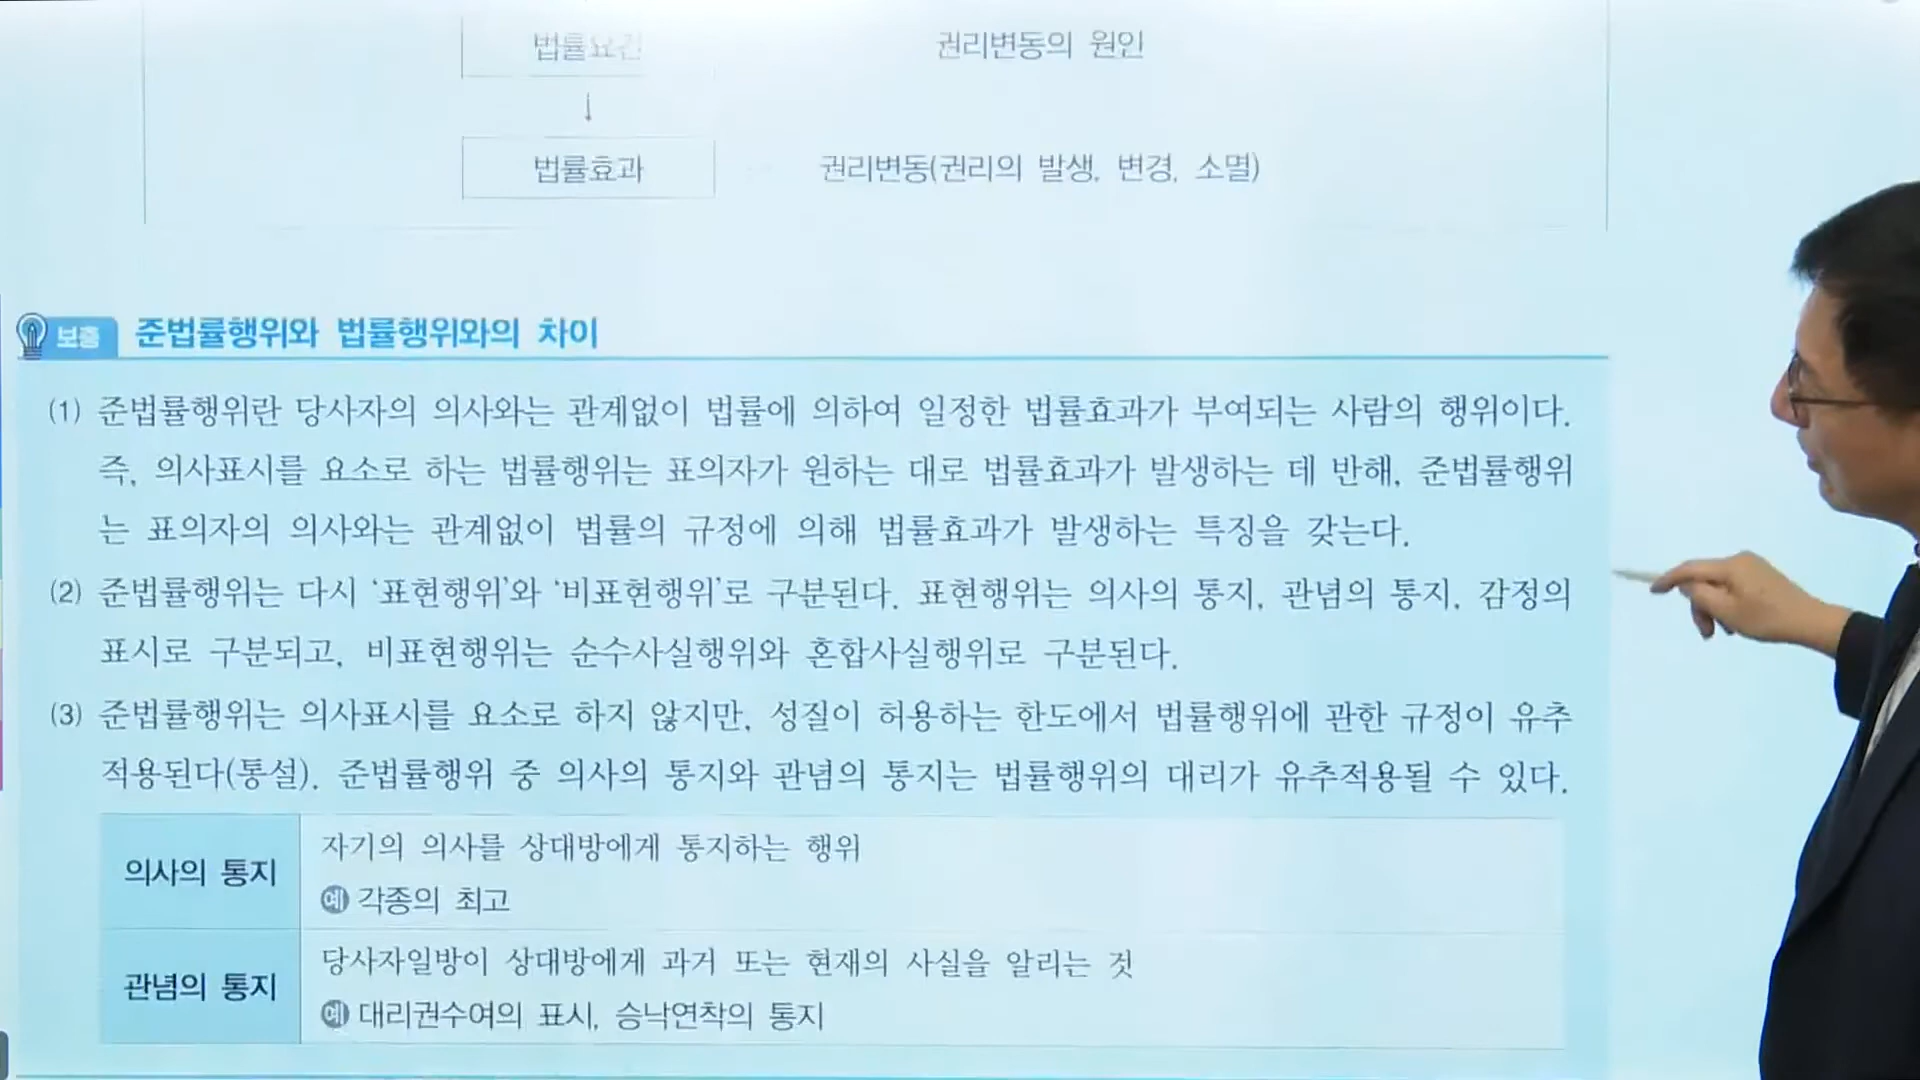 법률요건 권리변동의 원인
↓
법률효과 권리변동(권리의 발생, 변경, 소멸)
보충 준법률행위와 법률행위와의 차이
(1) 준법률행위란 당사자의 의사와는 관계없이 법률에 의하여 일정한 법률효과가 부여되는 사람의 행위이다.
즉, 의사표시를 요소로 하는 법률행위는 표의자가 원하는 대로 법률효과가 발생하는 데 반해, 준법률행위
는 표의자의 의사와는 관계없이 법률의 규정에 의해 법률효과가 발생하는 특징을 갖는다.
(2) 준법률행위는 다시 ‘표현행위’와 ‘비표현행위’로 구분된다. 표현행위는 의사의 통지, 관념의 통지, 감정의
표시로 구분되고, 비표현행위는 순수사실행위와 혼합사실행위로 구분된다.
(3) 준법률행위는 의사표시를 요소로 하지 않지만, 성질이 허용하는 한도에서 법률행위에 관한 규정이 유추
적용된다(통설). 준법률행위 중 의사의 통지와 관념의 통지는 법률행위의 대리가 유추적용될 수 있다.
의사의 통지
자기의 의사를 상대방에게 통지하는 행위
예 각종의 최고
관념의 통지
당사자일방이 상대방에게 과거 또는 현재의 사실을 알리는 것
예 대리권수여의 표시, 승낙연착의 통지